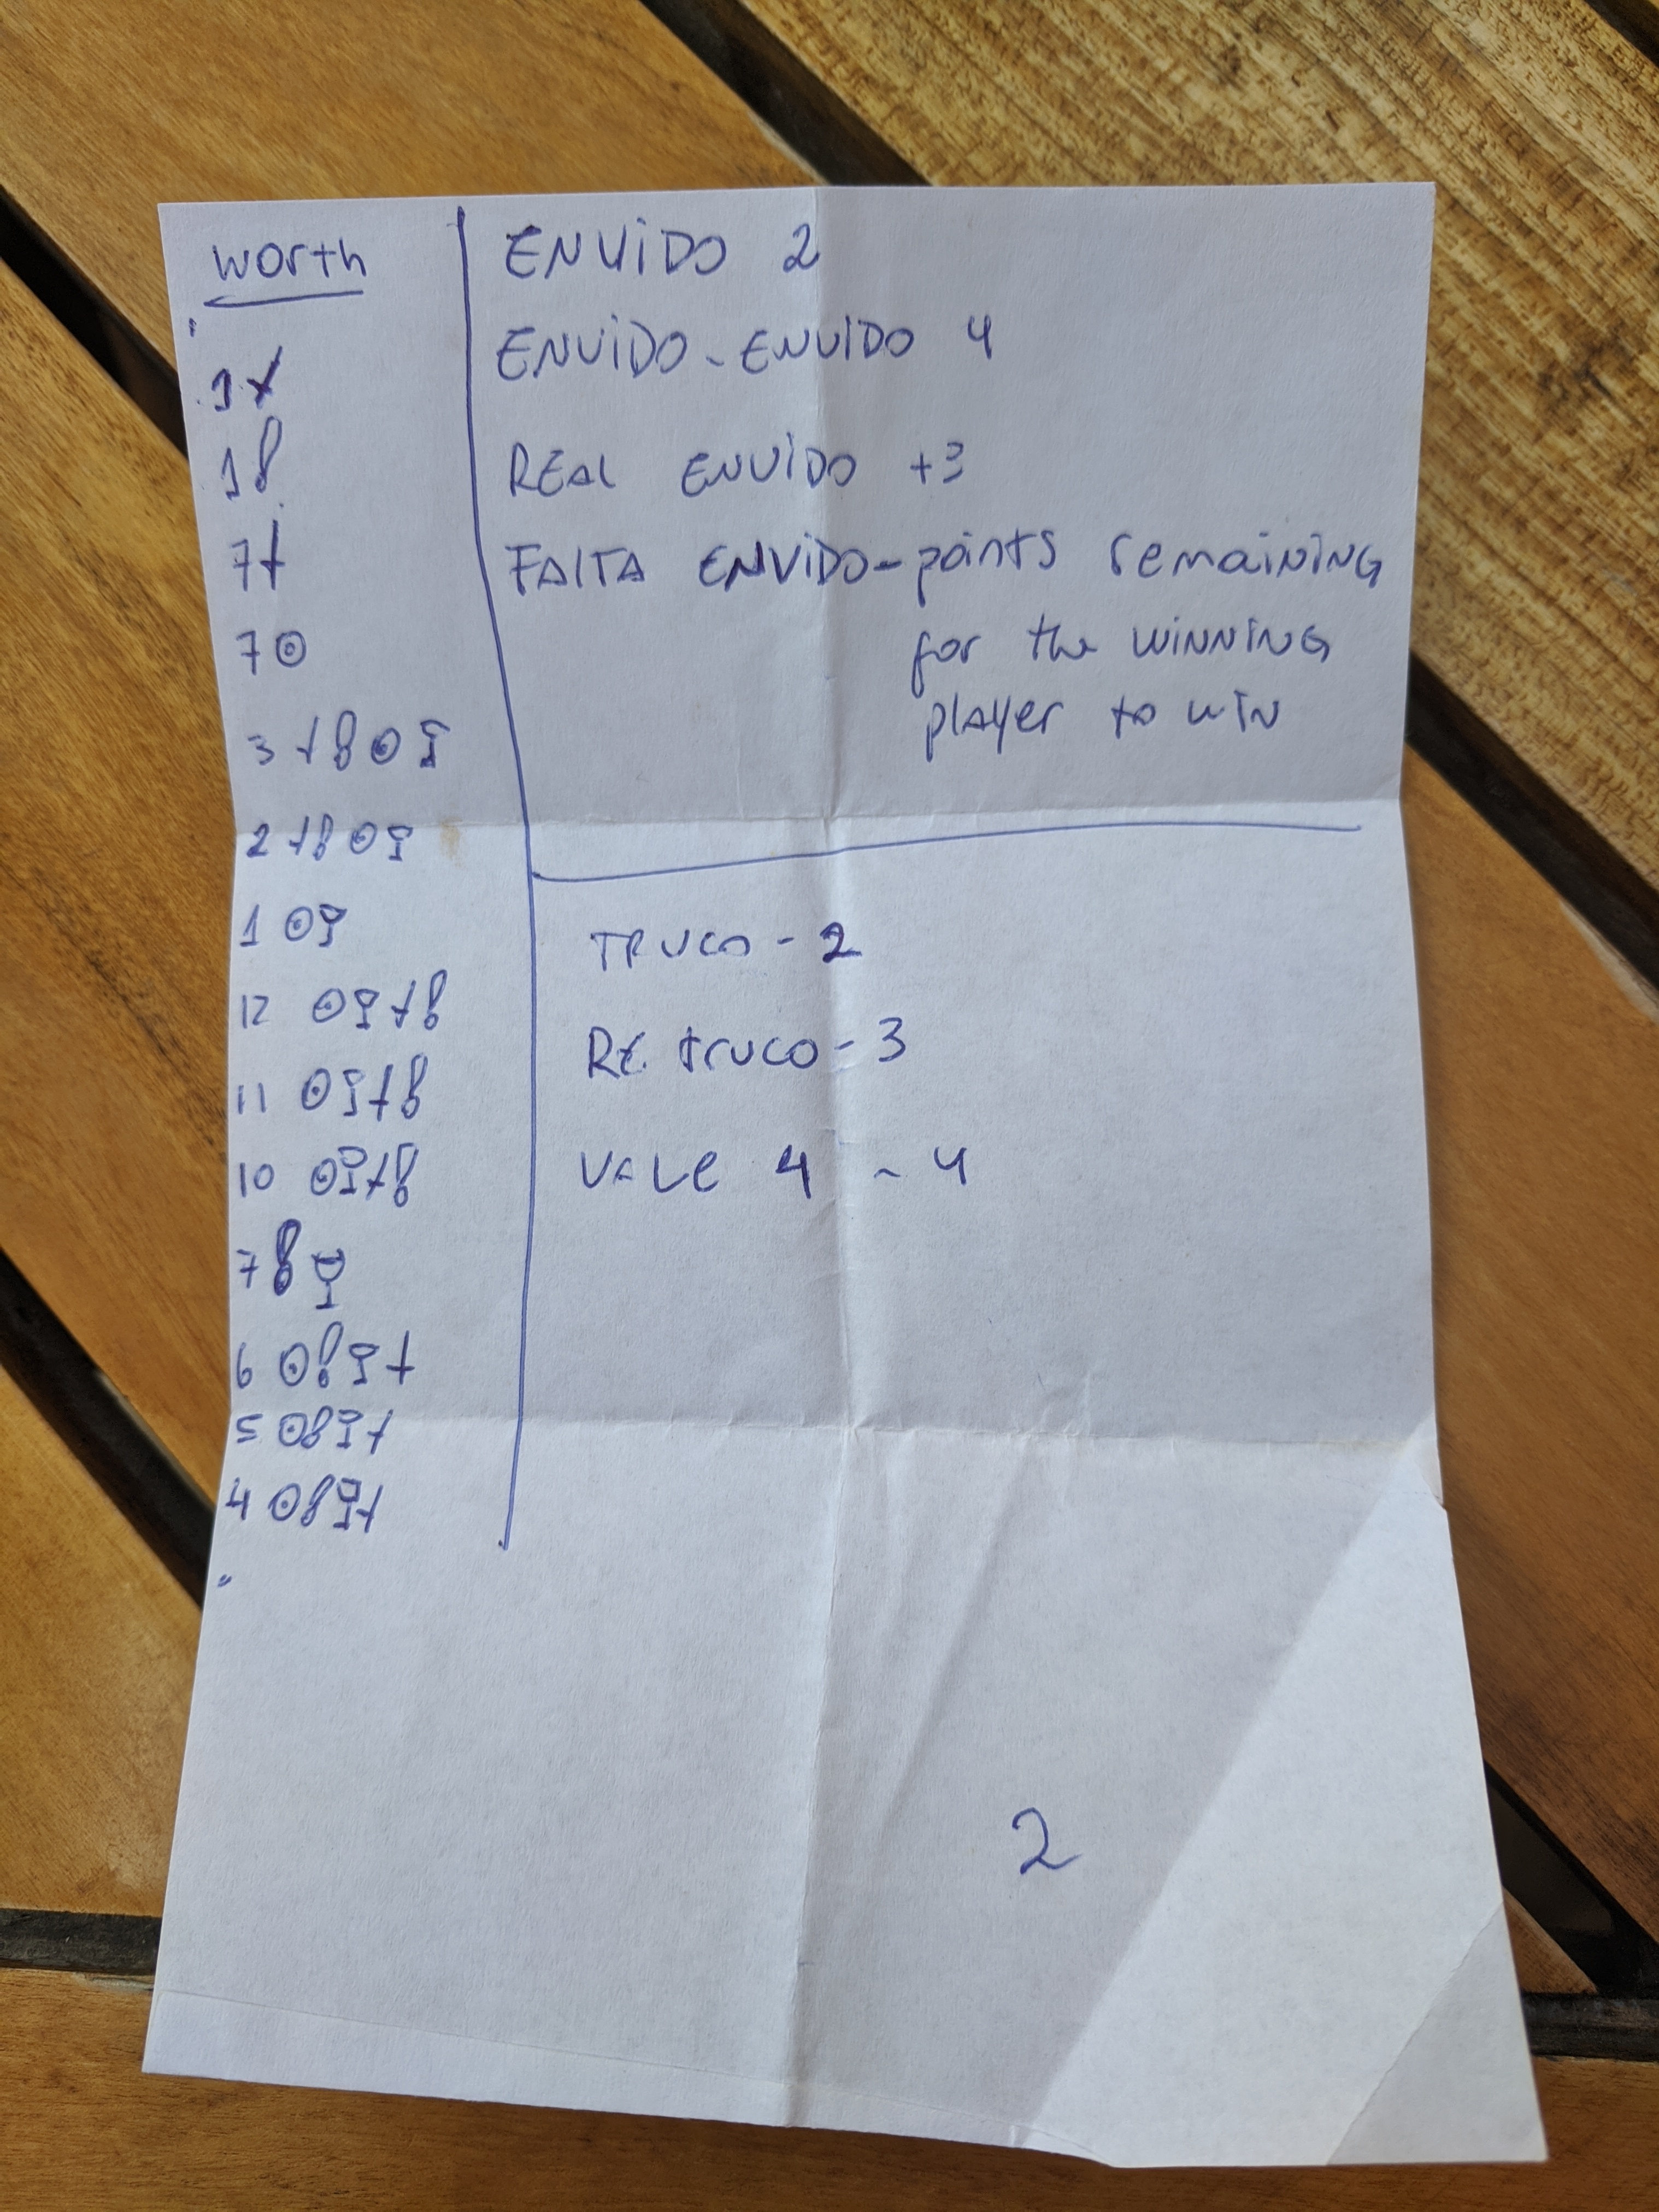 worth
1
1
7
7
3
2
1
12
11
10
7
6
5
4
ENVIDO 2
ENVIDO - ENVIDO 4
REAL ENVIDO +3
FALTA ENVIDO - points remaining
for the winning
player to win
TRUCO - 2
RE TRUCO - 3
VALE 4 - 4
2